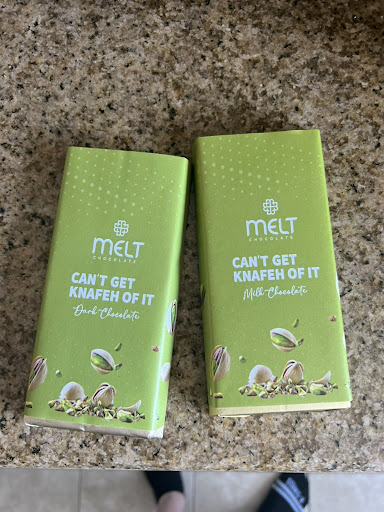 MELT
CHOCOLATE
CAN'T GET
KNAFEH OF IT
Dark Chocolate
MELT
CHOCOLATE
CAN'T GET
KNAFEH OF IT
Milk Chocolate